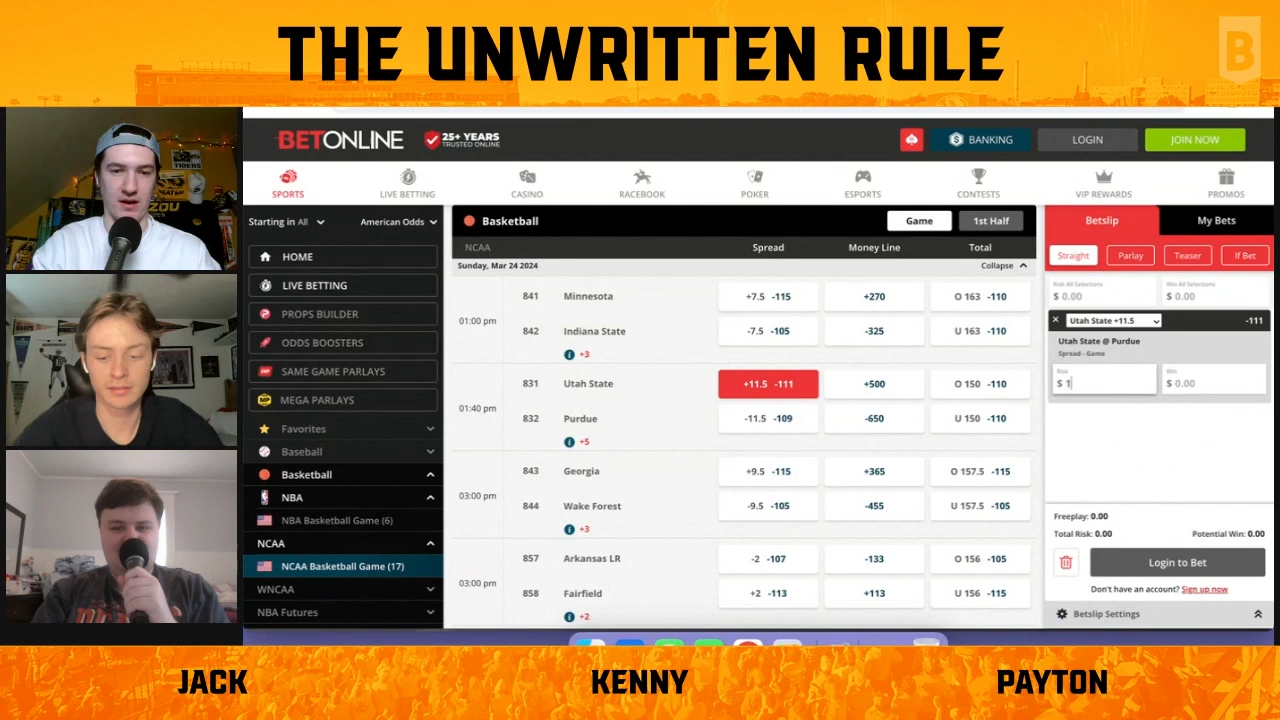 THE UNWRITTEN RULE
B
TIGERS
BETONLINE
25+ YEARS
TRUSTED ONLINE
BANKING
LOGIN
JOIN NOW
SPORTS
LIVE BETTING
CASINO
RACEBOOK
POKER
ESPORTS
CONTESTS
VIP REWARDS
PROMOS
Starting in All
American Odds
HOME
LIVE BETTING
PROPS BUILDER
ODDS BOOSTERS
SAME GAME PARLAYS
MEGA PARLAYS
Favorites
Baseball
Basketball
NBA
NBA Basketball Game (6)
NCAA
NCAA Basketball Game (17)
WNCAA
NBA Futures
Basketball
Game
1st Half
NCAA
Spread
Money Line
Total
Sunday, Mar 24 2024
Collapse
01:00 pm
841 Minnesota +7.5 -115 +270 O 163 -110
842 Indiana State -7.5 -105 -325 U 163 -110
+3
01:40 pm
831 Utah State +11.5 -111 +500 O 150 -110
832 Purdue -11.5 -109 -650 U 150 -110
+5
03:00 pm
843 Georgia +9.5 -115 +365 O 157.5 -115
844 Wake Forest -9.5 -105 -455 U 157.5 -105
+3
03:00 pm
857 Arkansas LR -2 -107 -133 O 156 -105
858 Fairfield +2 -113 +113 U 156 -115
+2
Betslip
My Bets
Straight
Parlay
Teaser
If Bet
Risk All Selections
$ 0.00
Win All Selections
$ 0.00
Utah State +11.5
-111
Utah State @ Purdue
Spread - Game
Risk
$ 1
Win
$ 0.00
Freeplay: 0.00
Total Risk: 0.00
Potential Win: 0.00
Login to Bet
Don't have an account? Sign up now
Betslip Settings
JACK
KENNY
PAYTON